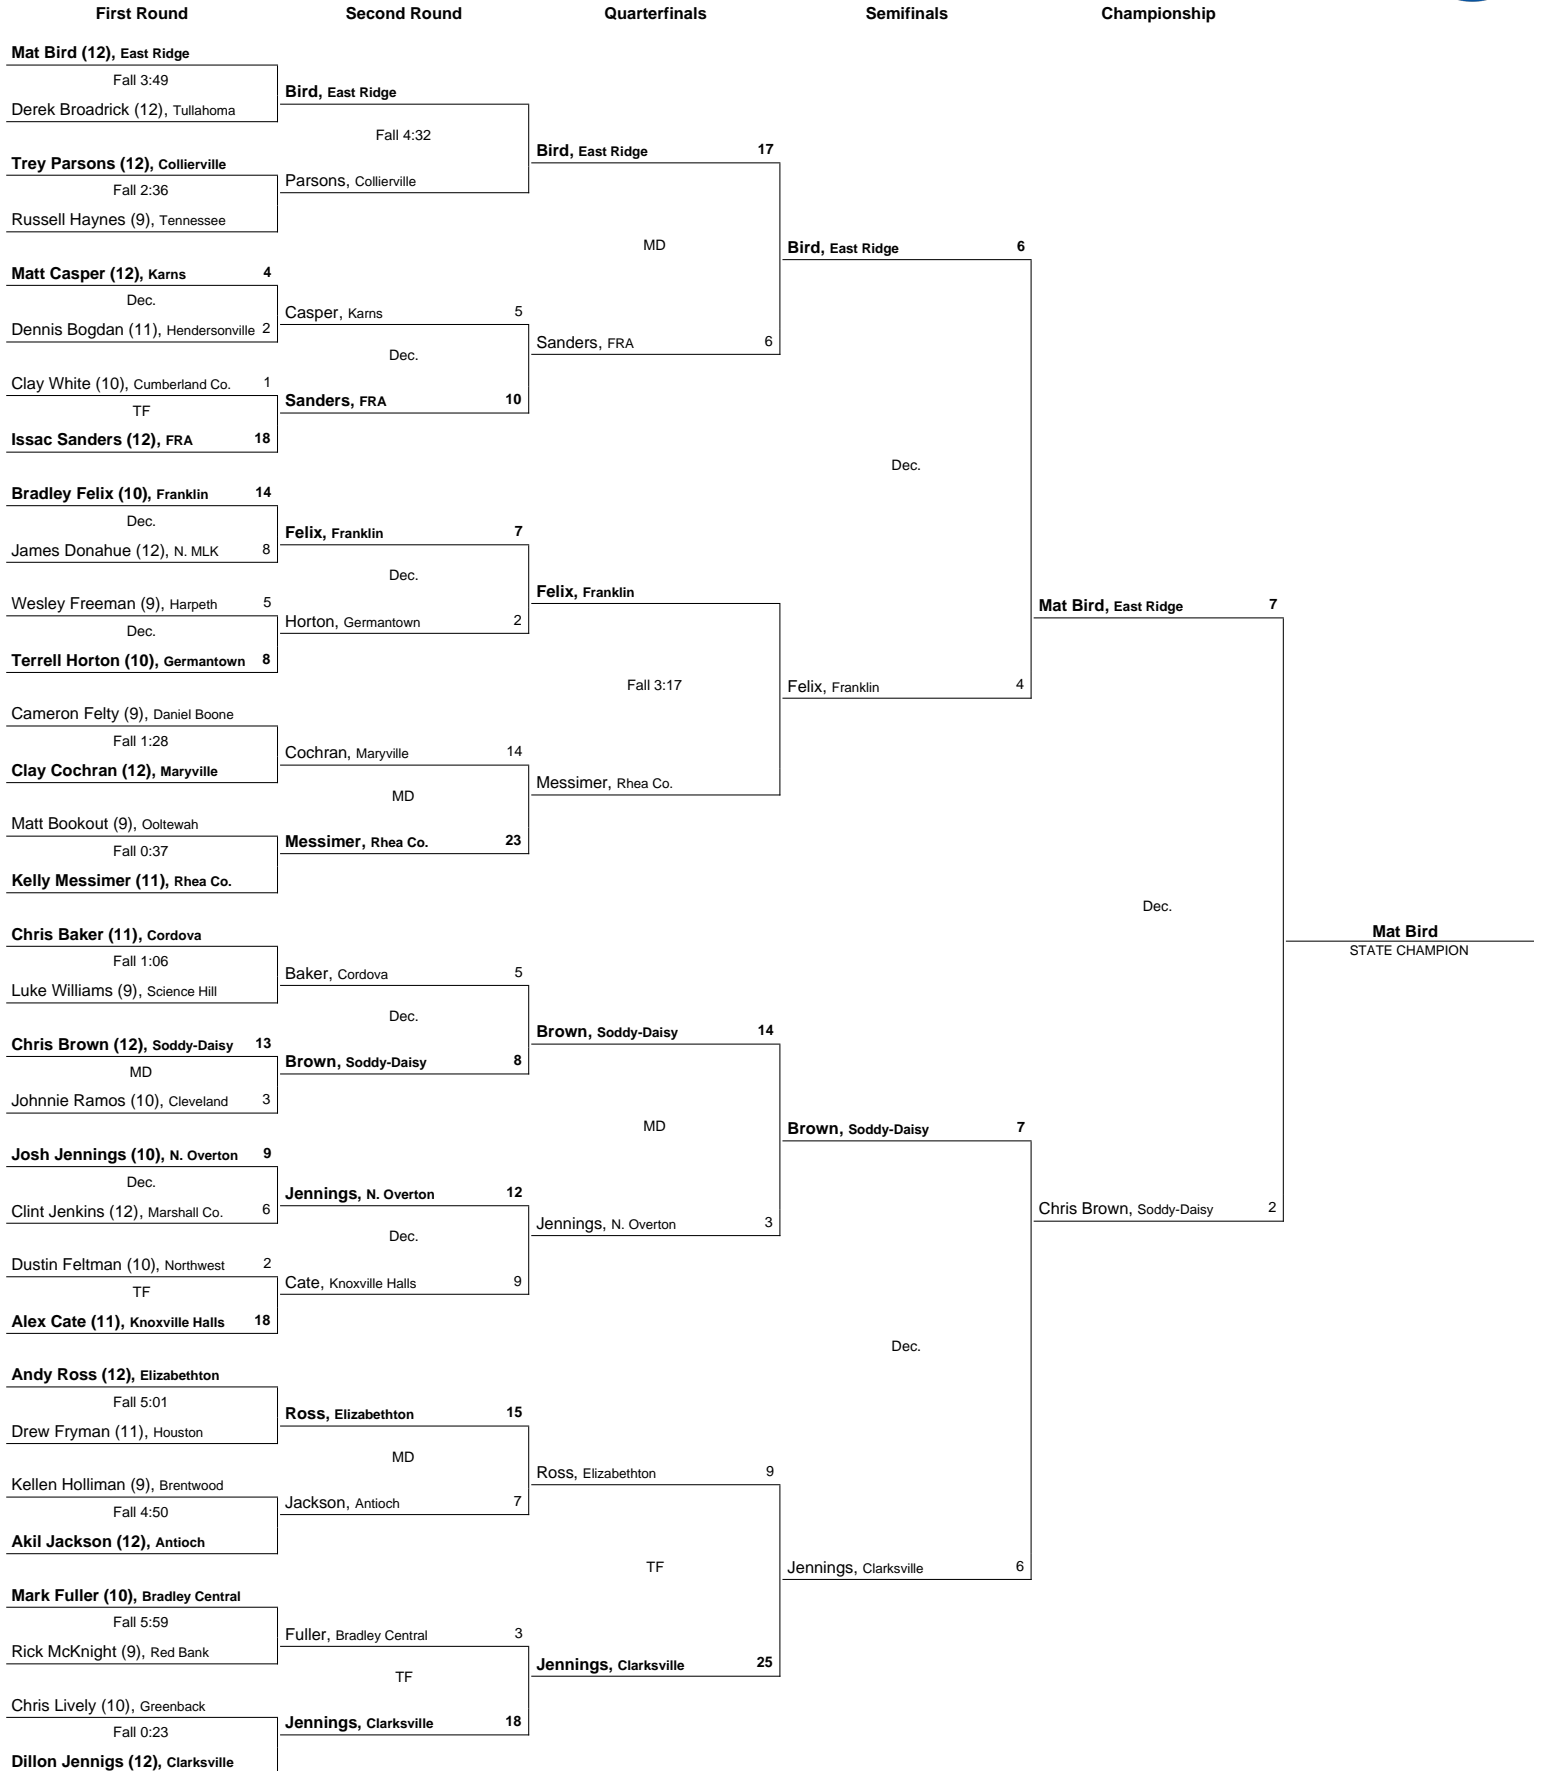 First Round
Second Round
Quarterfinals
Semifinals
Championship
Mat Bird (12), East Ridge
Fall 3:49
Derek Broadrick (12), Tullahoma
Trey Parsons (12), Collierville
Fall 2:36
Russell Haynes (9), Tennessee
Matt Casper (12), Karns 4
Dec.
Dennis Bogdan (11), Hendersonville 2
Clay White (10), Cumberland Co. 1
TF
Issac Sanders (12), FRA 18
Bradley Felix (10), Franklin 14
Dec.
James Donahue (12), N. MLK 8
Wesley Freeman (9), Harpeth 5
Dec.
Terrell Horton (10), Germantown 8
Cameron Felty (9), Daniel Boone
Fall 1:28
Clay Cochran (12), Maryville
Matt Bookout (9), Ooltewah
Fall 0:37
Kelly Messimer (11), Rhea Co.
Chris Baker (11), Cordova
Fall 1:06
Luke Williams (9), Science Hill
Chris Brown (12), Soddy-Daisy 13
MD
Johnnie Ramos (10), Cleveland 3
Josh Jennings (10), N. Overton 9
Dec.
Clint Jenkins (12), Marshall Co. 6
Dustin Feltman (10), Northwest 2
TF
Alex Cate (11), Knoxville Halls 18
Andy Ross (12), Elizabethton
Fall 5:01
Drew Fryman (11), Houston
Kellen Holliman (9), Brentwood
Fall 4:50
Akil Jackson (12), Antioch
Mark Fuller (10), Bradley Central
Fall 5:59
Rick McKnight (9), Red Bank
Chris Lively (10), Greenback
Fall 0:23
Dillon Jennigs (12), Clarksville
Bird, East Ridge
Fall 4:32
Parsons, Collierville
Casper, Karns 5
Dec.
Sanders, FRA 10
Felix, Franklin 7
Dec.
Horton, Germantown 2
Cochran, Maryville 14
MD
Messimer, Rhea Co. 23
Baker, Cordova 5
Dec.
Brown, Soddy-Daisy 8
Jennings, N. Overton 12
Dec.
Cate, Knoxville Halls 9
Ross, Elizabethton 15
MD
Jackson, Antioch 7
Fuller, Bradley Central 3
TF
Jennings, Clarksville 18
Bird, East Ridge 17
MD
Sanders, FRA 6
Felix, Franklin
Fall 3:17
Messimer, Rhea Co.
Brown, Soddy-Daisy 14
MD
Jennings, N. Overton 3
Ross, Elizabethton 9
TF
Jennings, Clarksville 25
Bird, East Ridge 6
Dec.
Felix, Franklin 4
Brown, Soddy-Daisy 7
Dec.
Jennings, Clarksville 6
Mat Bird, East Ridge 7
Dec.
Chris Brown, Soddy-Daisy 2
Mat Bird
STATE CHAMPION